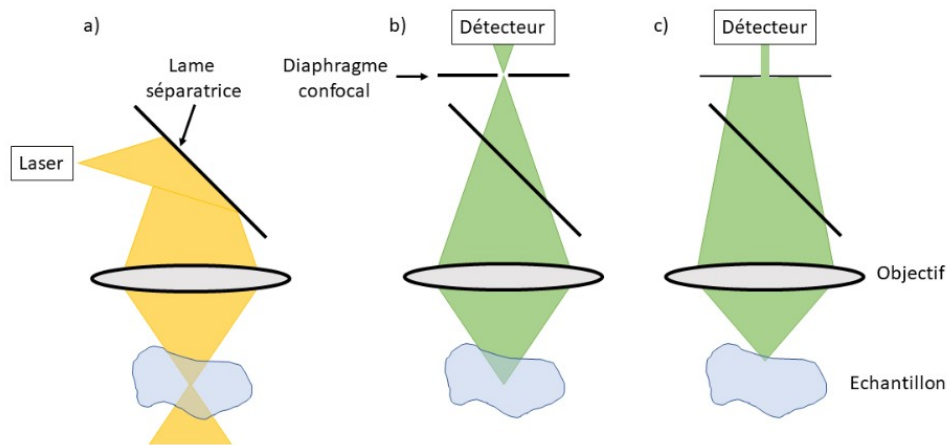 a)
Lame
séparatrice
Laser
b)
Détecteur
Diaphragme
confocal
c)
Détecteur
Objectif
Echantillon